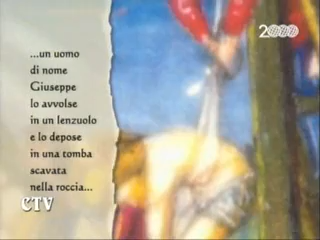 2000
...un uomo
di nome
Giuseppe
lo avvolse
in un lenzuolo
e lo depose
in una tomba
scavata
nella roccia...
CTV